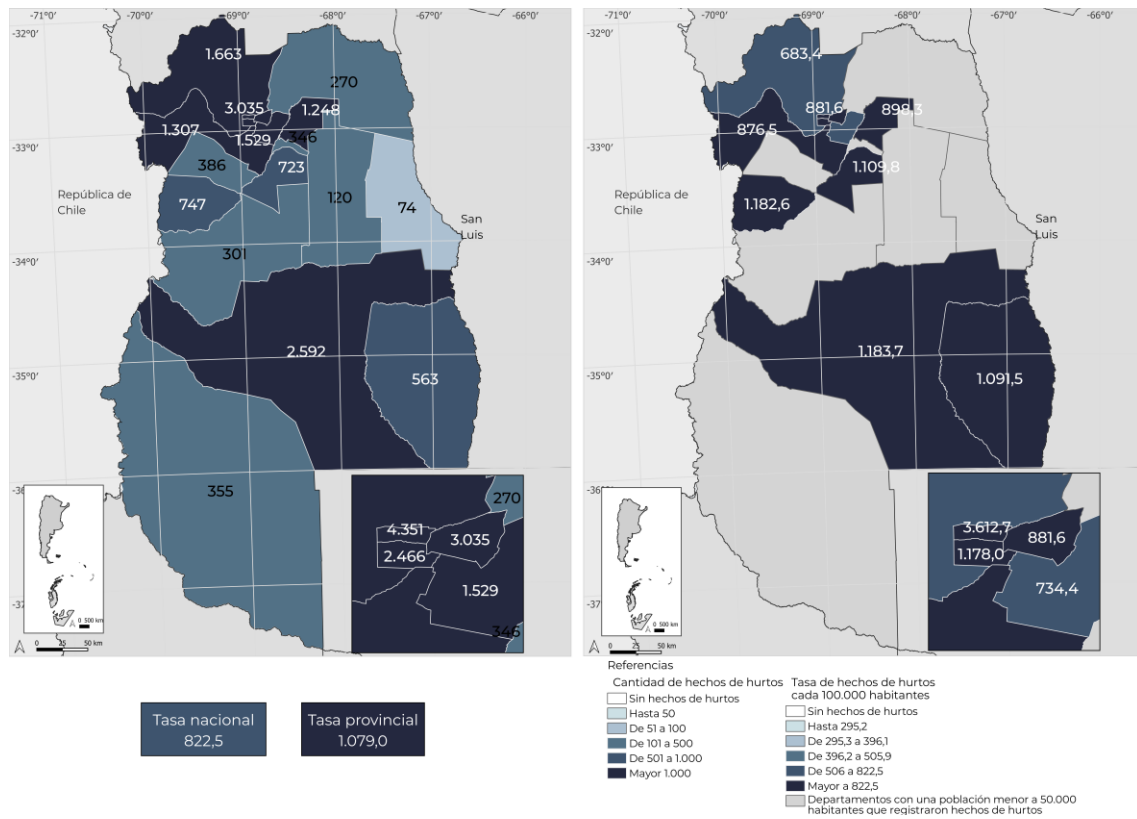 -71°0'
-70°0'
-69°0'
-68°0'
-67°0'
-66°0'
-32°0'
-33°0'
-34°0'
-35°0'
-36°
-37°
1.663
270
3.035
1.248
1.307
1.529
346
386
723
República de
Chile
747
120
74
San
Luis
301
2.592
563
355
270
4.351
3.035
2.466
1.529
346
0 500 km
0 25 50 km
-71°0'
-70°0'
-69°0'
-68°0'
-67°0'
-66°0'
-32°0'
-33°0'
-34°0'
-35°0'
-36°
-37°
683,4
881,6
898,3
876,5
1.109,8
República de
Chile
1.182,6
San
Luis
1.183,7
1.091,5
3.612,7
881,6
1.178,0
734,4
0 500 km
0 25 50 km
Tasa nacional
822,5
Tasa provincial
1.079,0
Referencias
Cantidad de hechos de hurtos
Sin hechos de hurtos
Hasta 50
De 51 a 100
De 101 a 500
De 501 a 1.000
Mayor 1.000
Tasa de hechos de hurtos
cada 100.000 habitantes
Sin hechos de hurtos
Hasta 295,2
De 295,3 a 396,1
De 396,2 a 505,9
De 506 a 822,5
Mayor a 822,5
Departamentos con una población menor a 50.000
habitantes que registraron hechos de hurtos